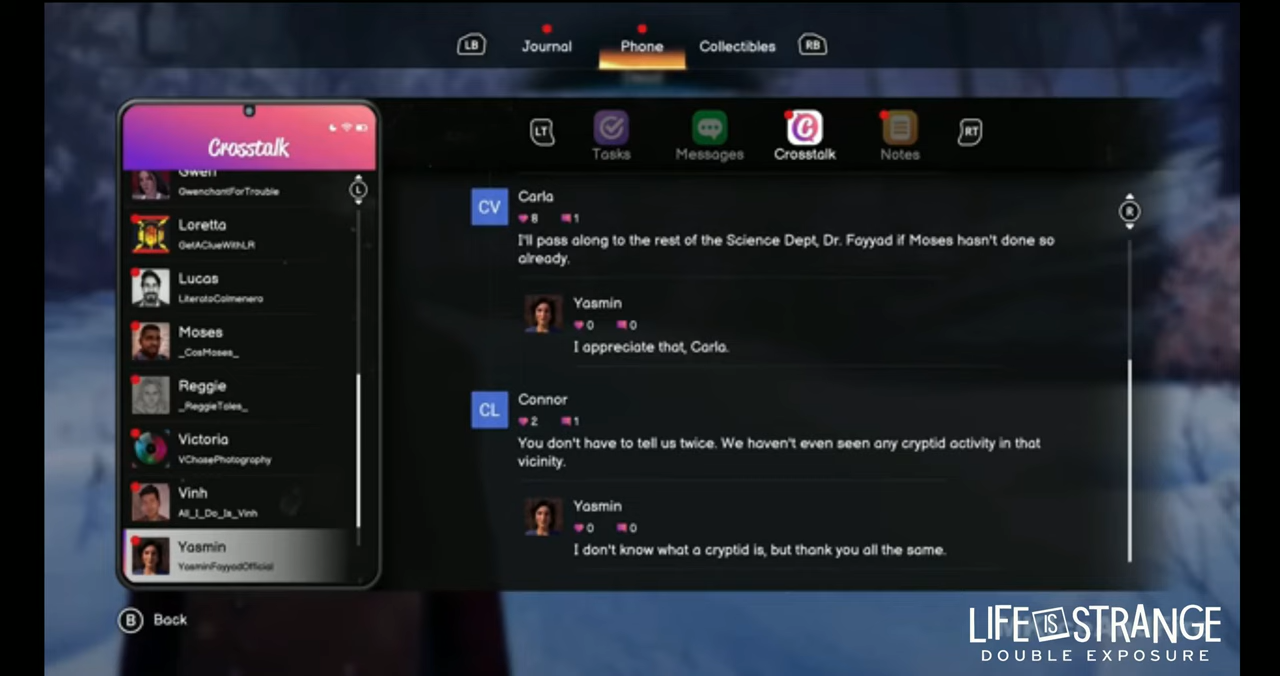 LB Journal Phone Collectibles RB
Crosstalk
Gwen
GwenchantForTrouble
L
Loretta
GetAClueWithLR
Lucas
LiteratoColmenero
Moses
_CosMoses_
Reggie
_ReggieTales_
Victoria
VChasePhotography
Vinh
All_I_Do_Is_Vinh
Yasmin
YasminFayyadOfficial
LT Tasks Messages Crosstalk Notes RT
CV
Carla
8 1
I'll pass along to the rest of the Science Dept, Dr. Fayyad if Moses hasn't done so
already.
Yasmin
0 0
I appreciate that, Carla.
CL
Connor
2 1
You don't have to tell us twice. We haven't even seen any cryptid activity in that
vicinity.
Yasmin
0 0
I don't know what a cryptid is, but thank you all the same.
R
B Back
LIFE IS STRANGE
DOUBLE EXPOSURE